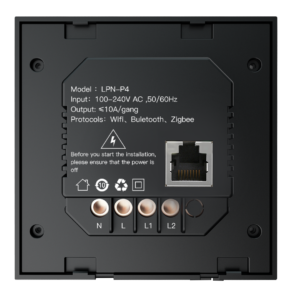 Model : LPN-P4
Input: 100-240V AC ,50/60Hz
Output: ≤10A/gang
Protocols: Wifi、Buletooth、Zigbee
Before you start the installation,
please ensure that the power is
off
10
N L L1 L2